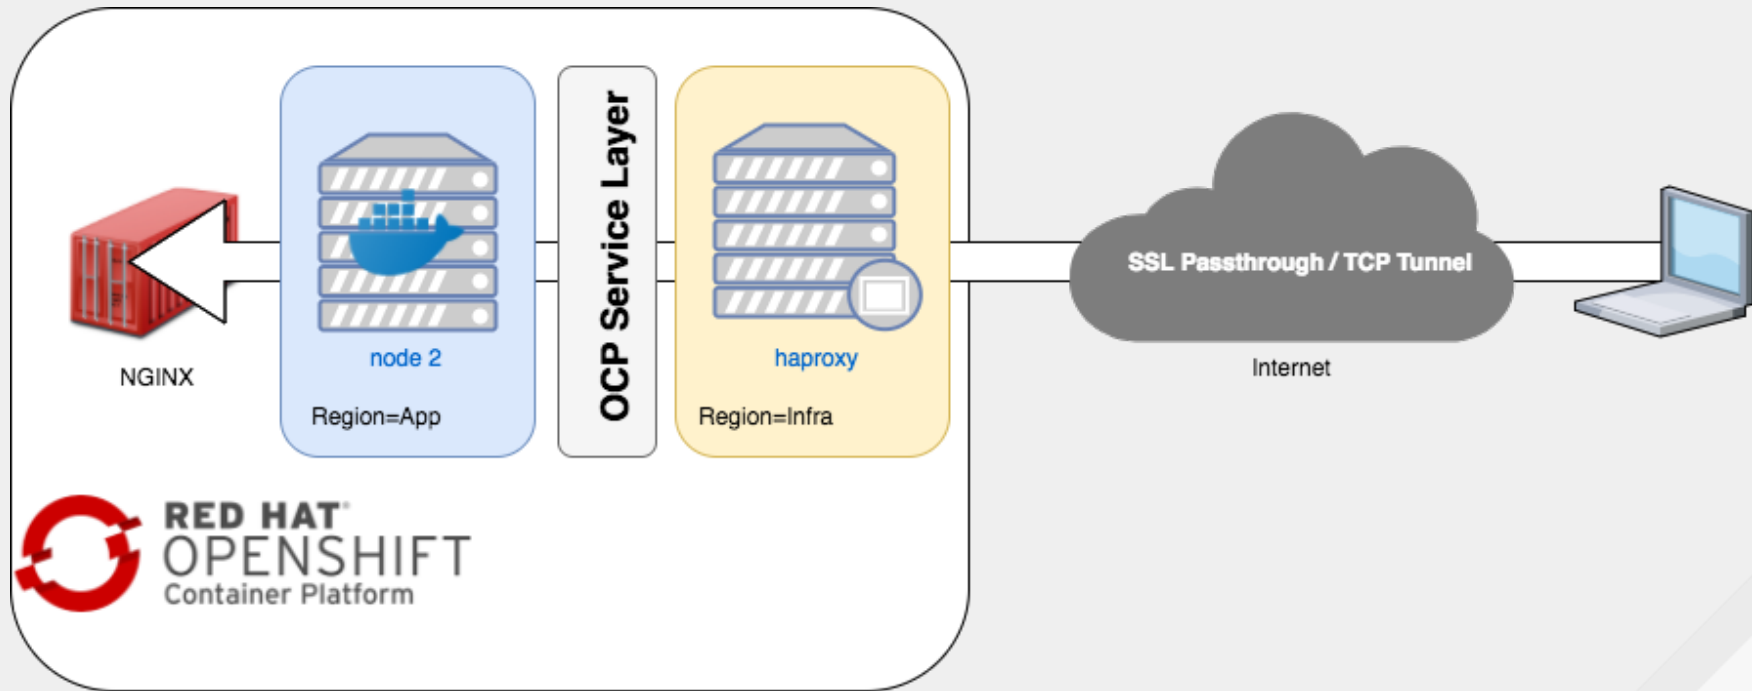 OCP Service Layer
SSL Passthrough / TCP Tunnel
node 2
haproxy
Internet
NGINX
Region=App
Region=Infra
RED HAT®
OPENSHIFT
Container Platform